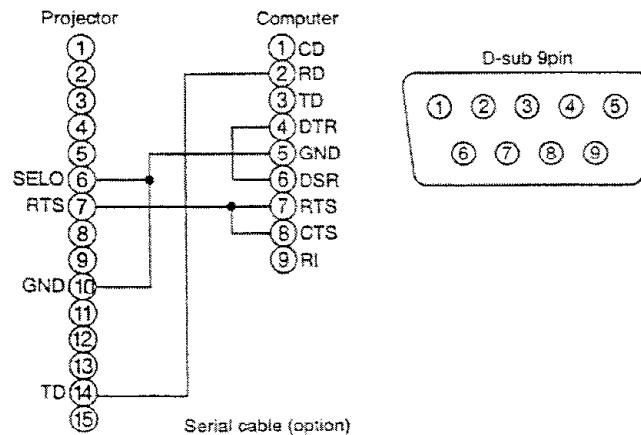 Projector
1
2
3
4
5
SELO 6
RTS 7
8
9
GND 10
11
12
13
TD 14
15
Computer
1 CD
2 RD
3 TD
4 DTR
5 GND
6 DSR
7 RTS
8 CTS
9 RI
Serial cable (option)
D-sub 9pin
1 2 3 4 5
6 7 8 9